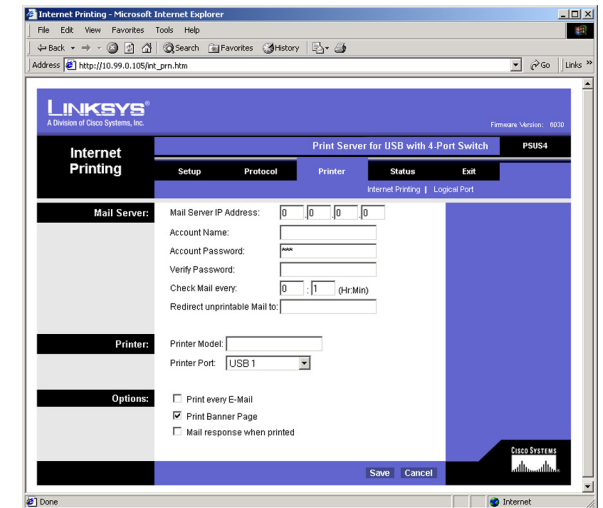 Internet Printing - Microsoft Internet Explorer
File Edit View Favorites Tools Help
Back Search Favorites History
Address http://10.99.0.105/int_prn.htm Go Links »
LINKSYS®
A Division of Cisco Systems, Inc.
Firmware Version: 6030
Internet Printing
Print Server for USB with 4-Port Switch PSUS4
Setup Protocol Printer Status Exit
Internet Printing | Logical Port
Mail Server:
Mail Server IP Address: 0 . 0 . 0 . 0
Account Name:
Account Password: ***
Verify Password:
Check Mail every: 0 : 1 (Hr:Min)
Redirect unprintable Mail to:
Printer:
Printer Model:
Printer Port: USB 1
Options:
Print every E-Mail
Print Banner Page
Mail response when printed
CISCO SYSTEMS
Save Cancel
Done Internet